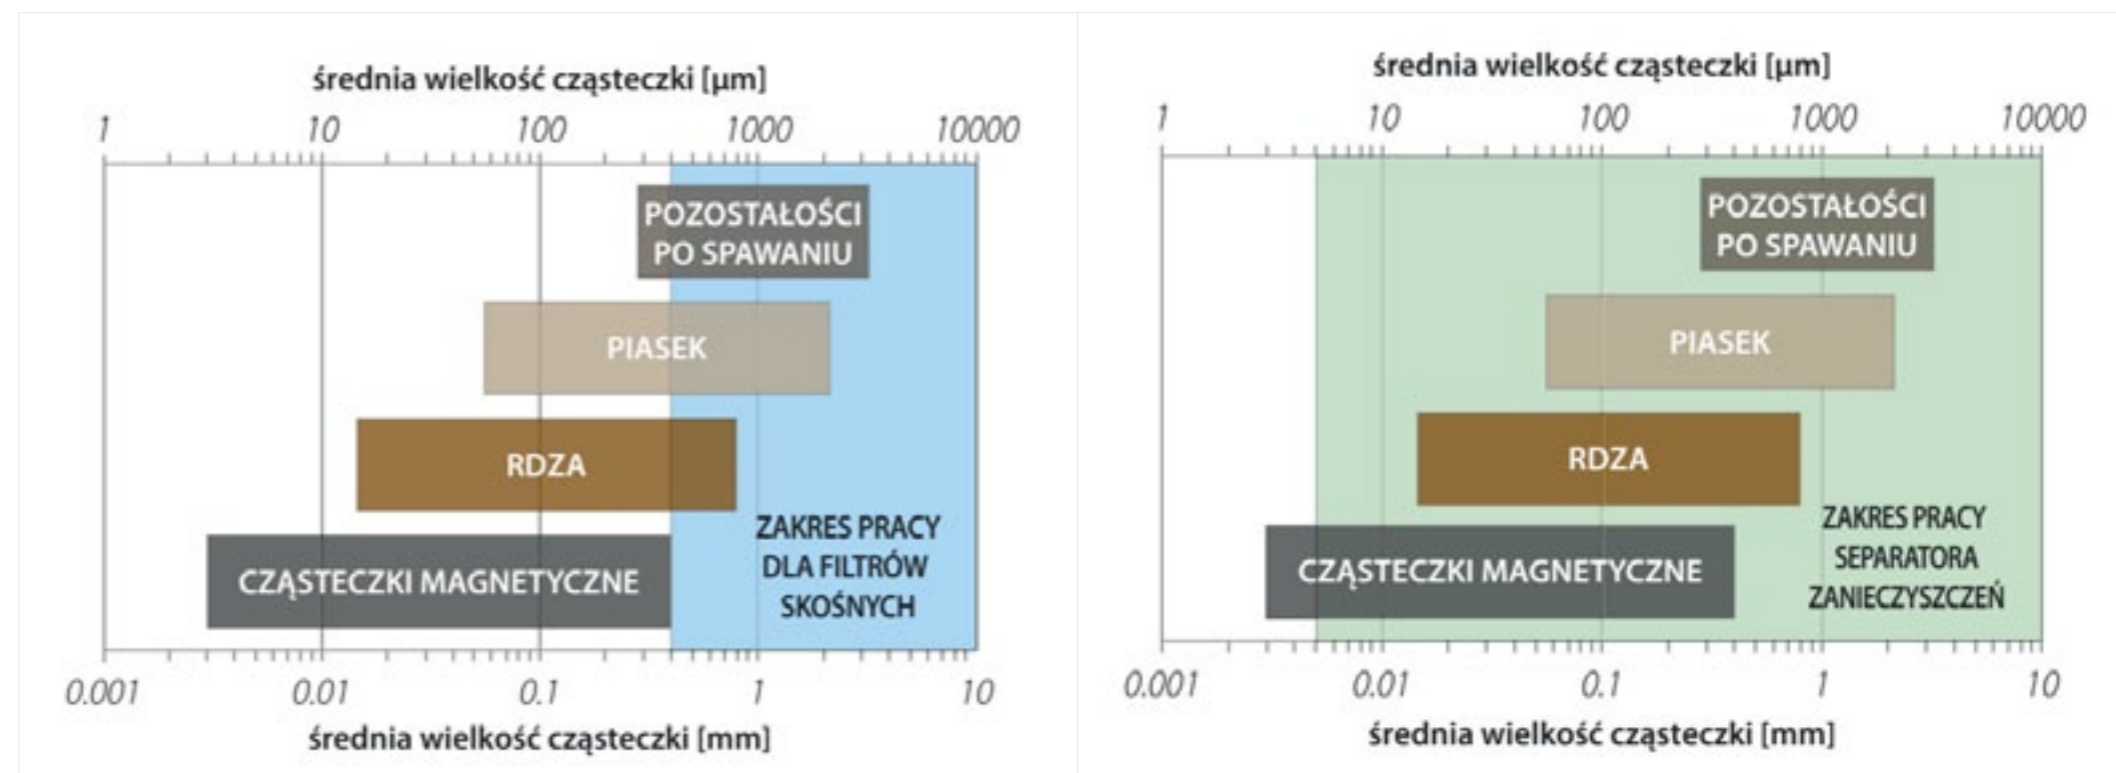 średnia wielkość cząsteczki [µm]
1 10 100 1000 10000
POZOSTAŁOŚCI
PO SPAWANIU
PIASEK
RDZA
CZĄSTECZKI MAGNETYCZNE
ZAKRES PRACY
DLA FILTRÓW
SKOŚNYCH
0.001 0.01 0.1 1 10
średnia wielkość cząsteczki [mm]
średnia wielkość cząsteczki [µm]
1 10 100 1000 10000
POZOSTAŁOŚCI
PO SPAWANIU
PIASEK
RDZA
CZĄSTECZKI MAGNETYCZNE
ZAKRES PRACY
SEPARATORA
ZANIECZYSZCZEŃ
0.001 0.01 0.1 1 10
średnia wielkość cząsteczki [mm]